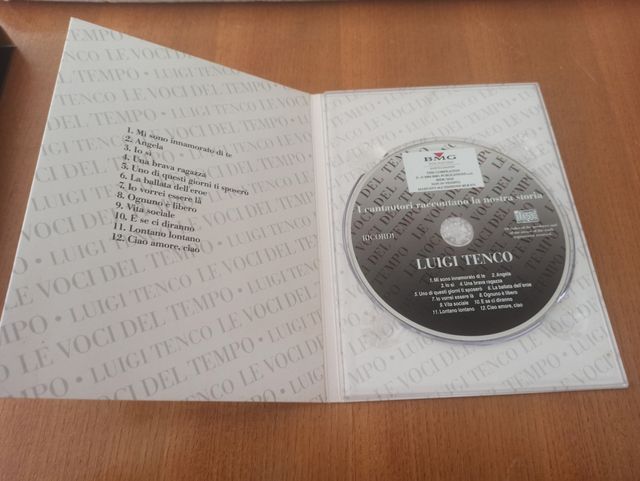 LE VOCI DEL TEMPO • LUIGI TENCO
1. Mi sono innamorato di te
2. Angela
3. Io sì
4. Una brava ragazza
5. Uno di questi giorni ti sposerò
6. La ballata dell'eroe
7. Io vorrei essere là
8. Ognuno è libero
9. Vita sociale
10. E se ci diranno
11. Lontano lontano
12. Ciao amore, ciao
BMG
I cantautori raccontano la nostra storia
RICORDI
LUIGI TENCO
1. Mi sono innamorato di te 2. Angela
3. Io sì 4. Una brava ragazza
5. Uno di questi giorni ti sposerò 6. La ballata dell'eroe
7. Io vorrei essere là 8. Ognuno è libero
9. Vita sociale 10. E se ci diranno
11. Lontano lontano 12. Ciao amore, ciao